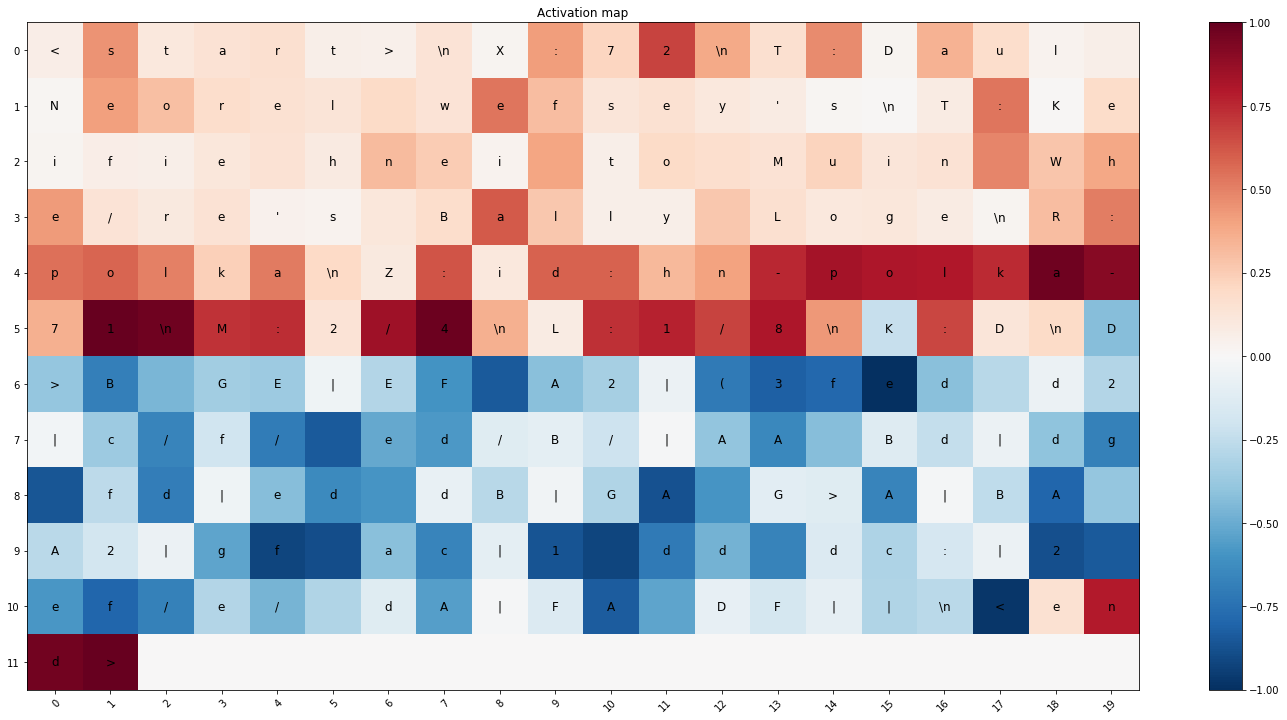 Activation map
0 < s t a r t > \n X : 7 2 \n T : D a u l
1 N e o r e l w e f s e y ' s \n T : K e
2 i f i e h n e i t o M u i n W h
3 e / r e ' s B a l l y L o g e \n R :
4 p o l k a \n Z : i d : h n - p o l k a -
5 7 1 \n M : 2 / 4 \n L : 1 / 8 \n K : D \n D
6 > B G E | E F A 2 | ( 3 f e d d 2
7 | c / f / e d / B / | A A B d | d g
8 f d | e d d B | G A G > A | B A
9 A 2 | g f a c | 1 d d d c : | 2
10 e f / e / d A | F A D F | | \n < e n
11 d >
0 1 2 3 4 5 6 7 8 9 10 11 12 13 14 15 16 17 18 19
1.00
0.75
0.50
0.25
0.00
−0.25
−0.50
−0.75
−1.00